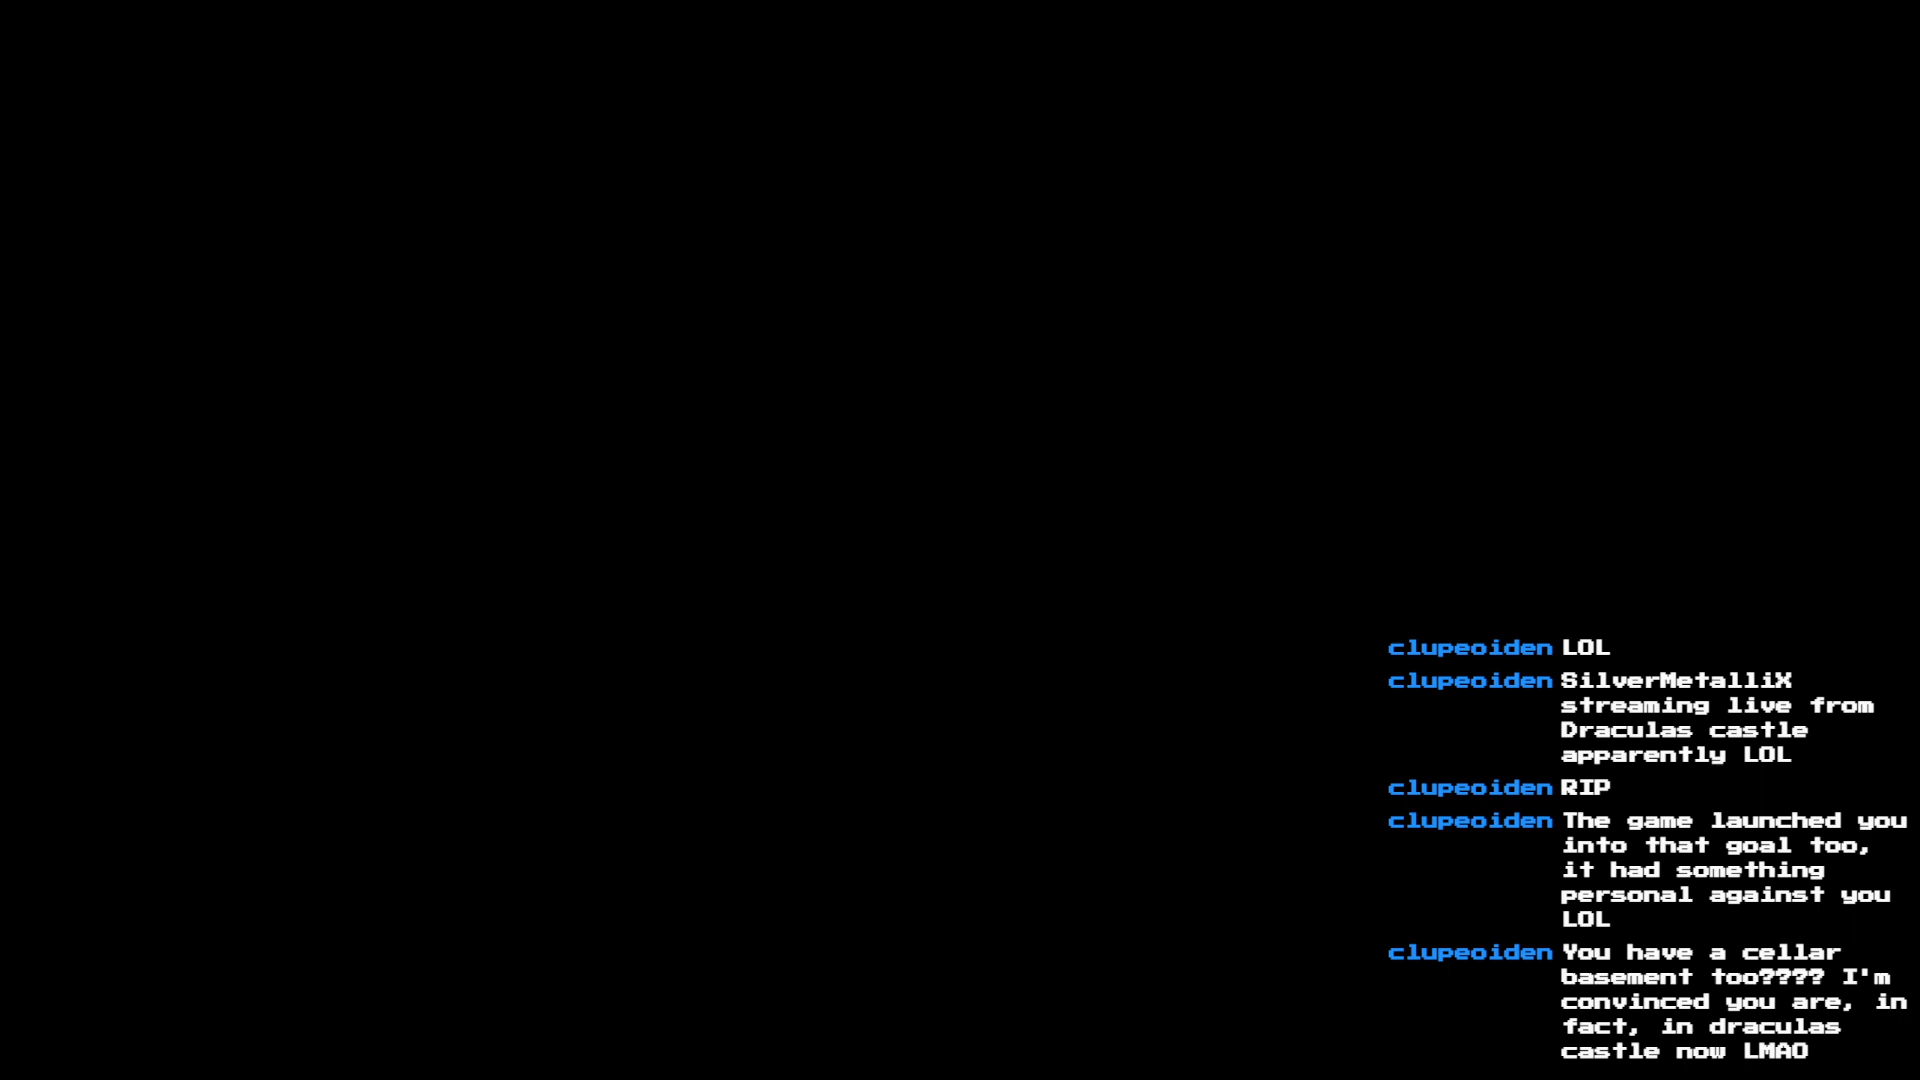 clupeoiden LOL
clupeoiden SilverMetalliX
streaming live from
Draculas castle
apparently LOL
clupeoiden RIP
clupeoiden The game launched you
into that goal too,
it had something
personal against you
LOL
clupeoiden You have a cellar
basement too???? I'm
convinced you are, in
fact, in draculas
castle now LMAO